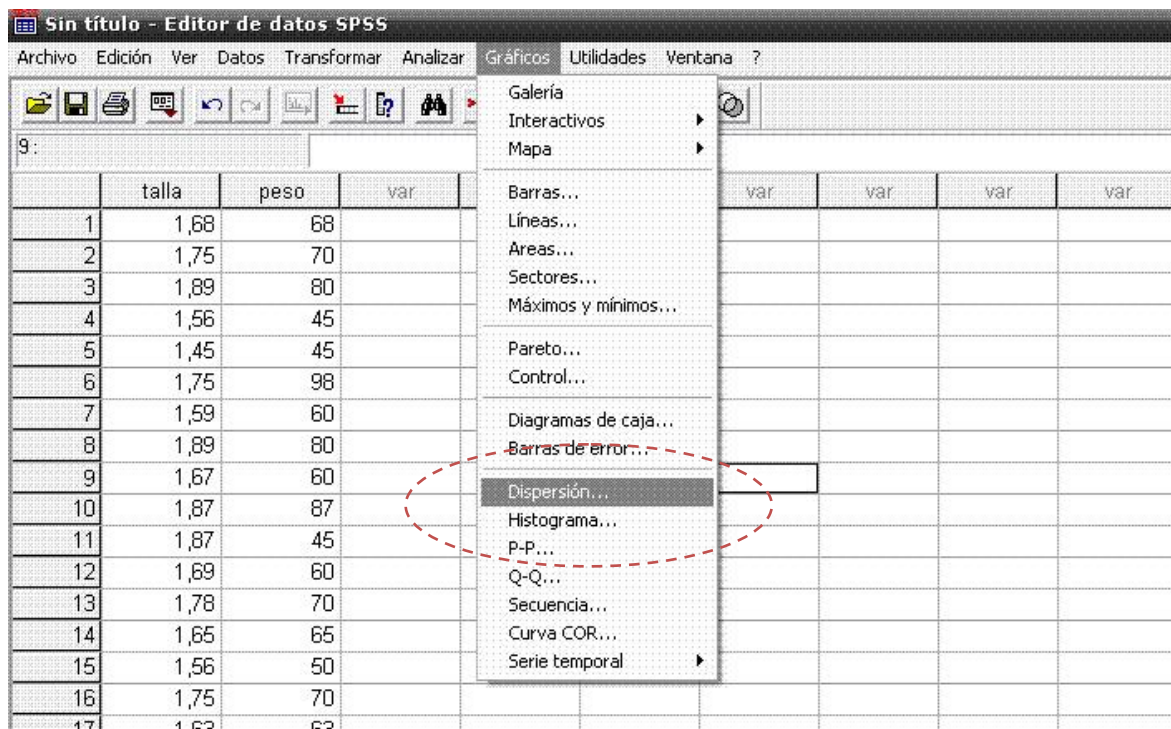 Sin título - Editor de datos SPSS
Archivo Edición Ver Datos Transformar Analizar Gráficos Utilidades Ventana ?
9:
talla peso var var var var var
1 1,68 68
2 1,75 70
3 1,89 80
4 1,56 45
5 1,45 45
6 1,75 98
7 1,59 60
8 1,89 80
9 1,67 60
10 1,87 87
11 1,87 45
12 1,69 60
13 1,78 70
14 1,65 65
15 1,56 50
16 1,75 70
17 1,63 63
Galería
Interactivos
Mapa
Barras...
Líneas...
Areas...
Sectores...
Máximos y mínimos...
Pareto...
Control...
Diagramas de caja...
Barras de error...
Dispersión...
Histograma...
P-P...
Q-Q...
Secuencia...
Curva COR...
Serie temporal